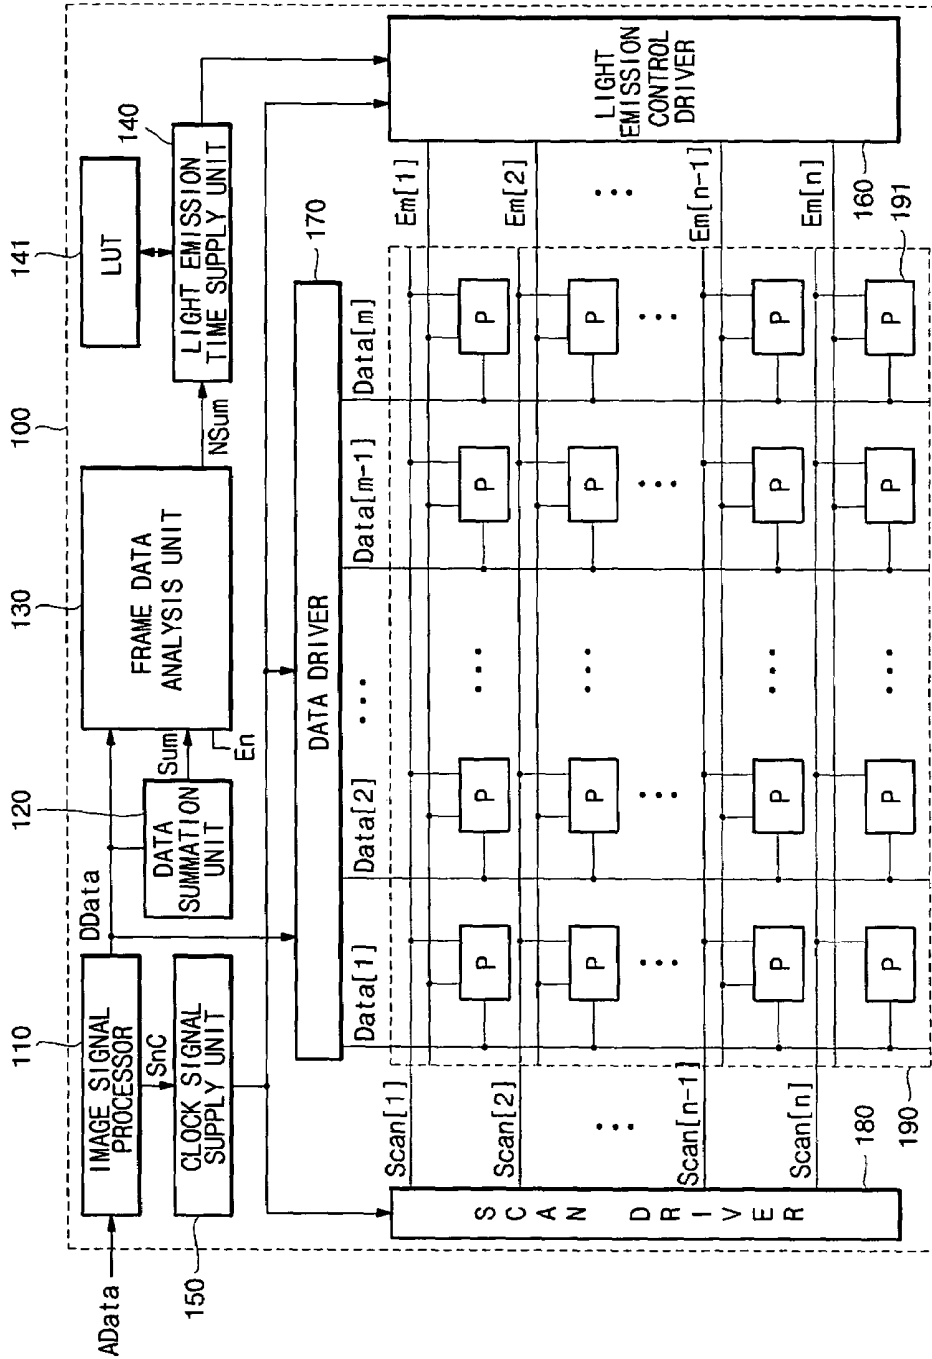 100
110
120
130
141
140
AData
IMAGE SIGNAL
PROCESSOR
DData
DATA
SUMMATION
UNIT
Sum
En
FRAME DATA
ANALYSIS UNIT
NSum
LUT
LIGHT EMISSION
TIME SUPPLY UNIT
SnC
CLOCK SIGNAL
SUPPLY UNIT
150
170
DATA DRIVER
Data[1]
Data[2]
...
Data[m-1]
Data[m]
SCAN DRIVER
180
190
Scan[1]
Scan[2]
...
Scan[n-1]
Scan[n]
P
P
...
P
P
P
P
...
P
P
...
...
...
...
P
P
...
P
P
P
P
...
P
P
191
Em[1]
Em[2]
...
Em[n-1]
Em[n]
LIGHT
EMISSION
CONTROL
DRIVER
160